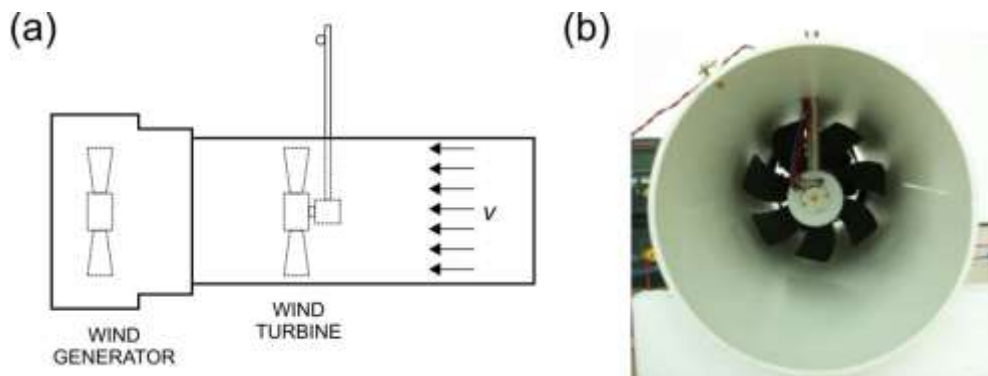 (a)
(b)
v
WIND
TURBINE
WIND
GENERATOR